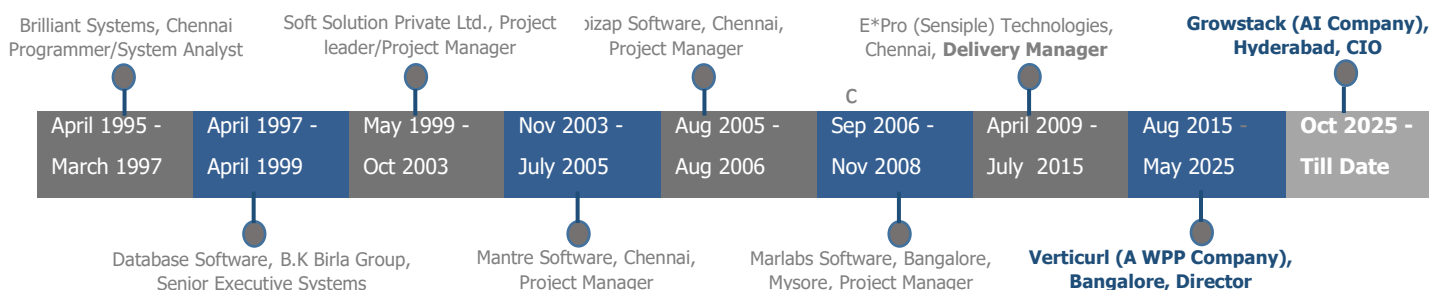 Brilliant Systems, Chennai
Programmer/System Analyst
Soft Solution Private Ltd., Project
leader/Project Manager
Software, Chennai,
Project Manager
E*Pro (Sensiple) Technologies,
Chennai, Delivery Manager
Growstack (AI Company),
Hyderabad, CIO
C
April 1995 -
March 1997
April 1997 -
April 1999
May 1999 -
Oct 2003
Nov 2003 -
July 2005
Aug 2005 -
Aug 2006
Sep 2006 -
Nov 2008
April 2009 -
July 2015
Aug 2015 -
May 2025
Oct 2025 -
Till Date
Database Software, B.K Birla Group,
Senior Executive Systems
Mantre Software, Chennai,
Project Manager
Marlabs Software, Bangalore,
Mysore, Project Manager
Verticurl (A WPP Company),
Bangalore, Director